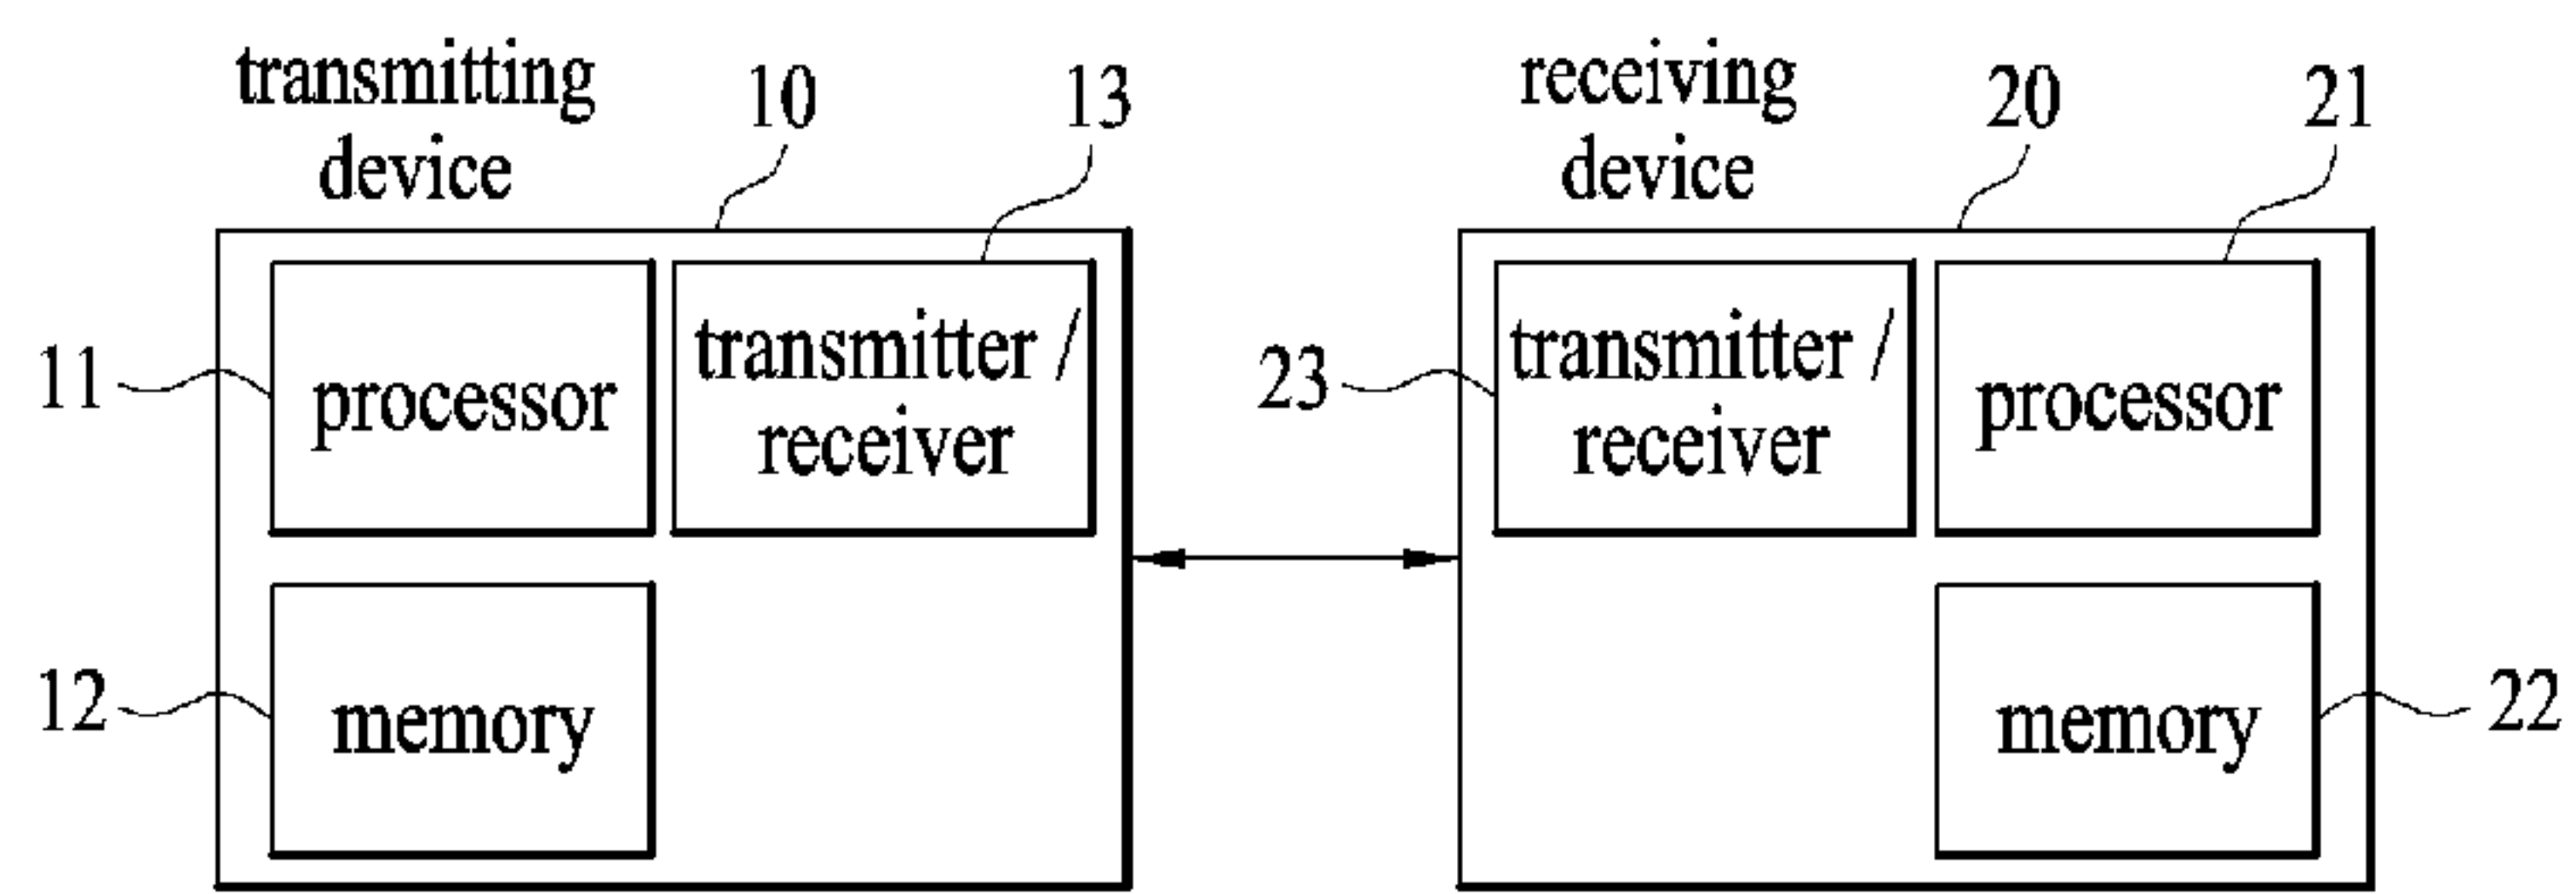 transmitting
device
10
13
receiving
device
20
21
11
processor
transmitter /
receiver
23
transmitter /
receiver
processor
12
memory
memory
22